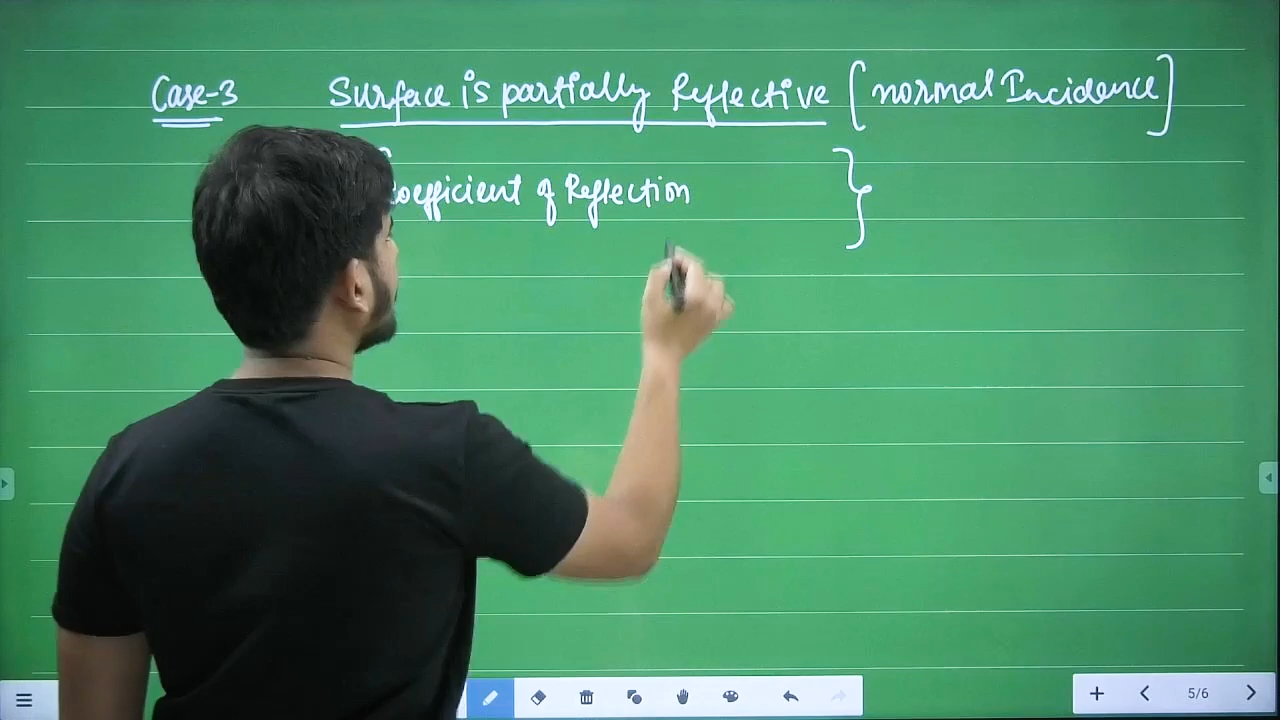 Case-3 Surface is partially Reflective [normal Incidence]
Coefficient of Reflection }
5/6